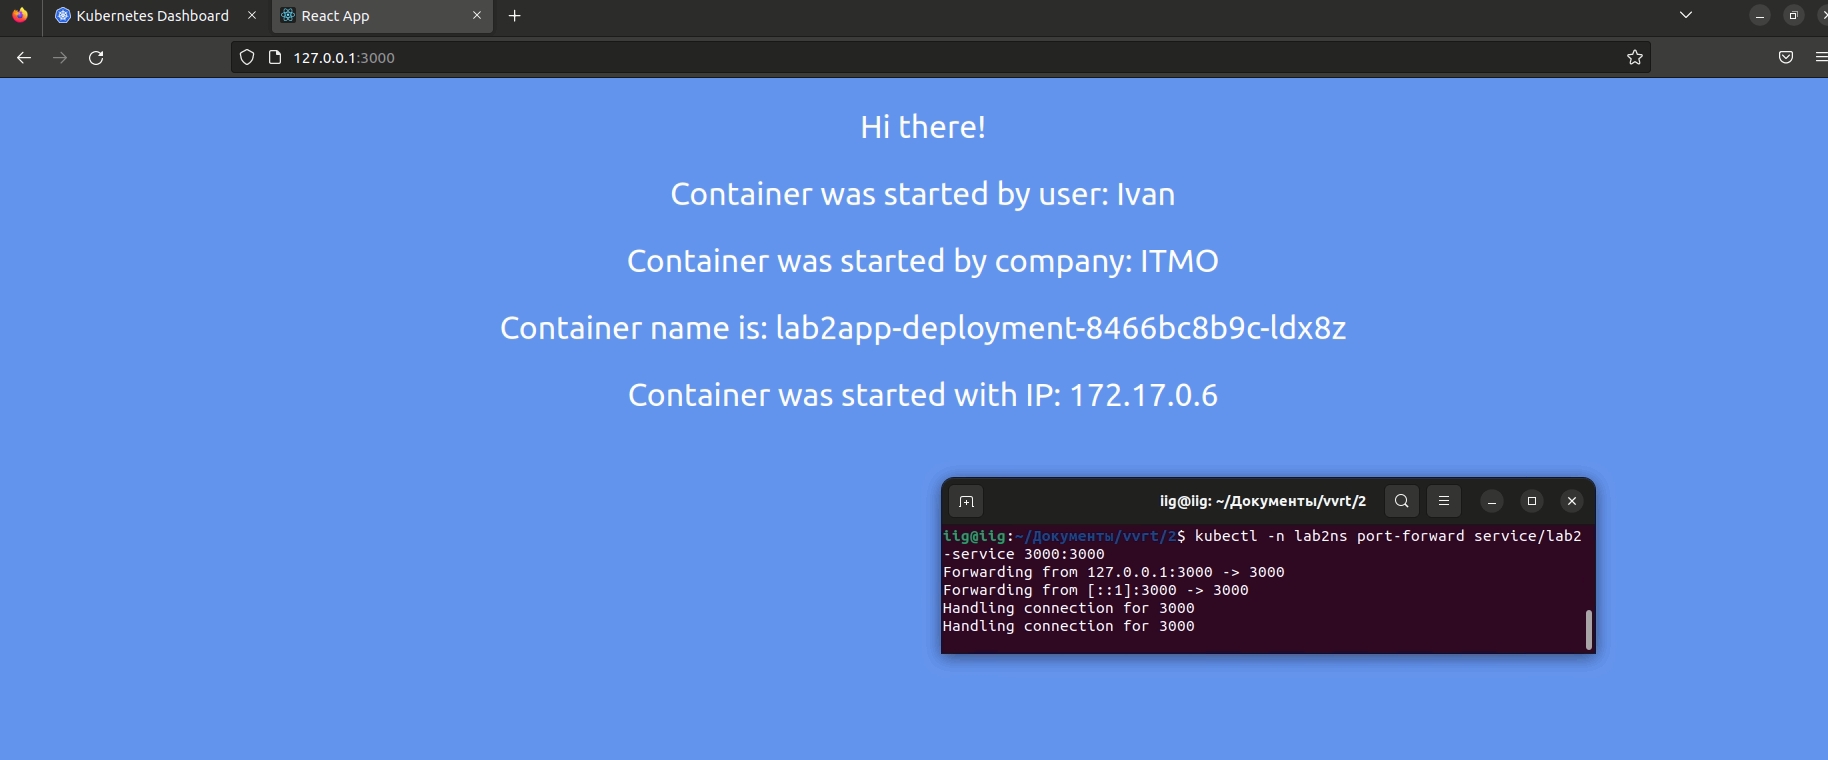 Kubernetes Dashboard
React App
127.0.0.1:3000
Hi there!
Container was started by user: Ivan
Container was started by company: ITMO
Container name is: lab2app-deployment-8466bc8b9c-ldx8z
Container was started with IP: 172.17.0.6
iig@iig: ~/Документы/vvrt/2
iig@iig:~/Документы/vvrt/2$ kubectl -n lab2ns port-forward service/lab2
-service 3000:3000
Forwarding from 127.0.0.1:3000 -> 3000
Forwarding from [::1]:3000 -> 3000
Handling connection for 3000
Handling connection for 3000